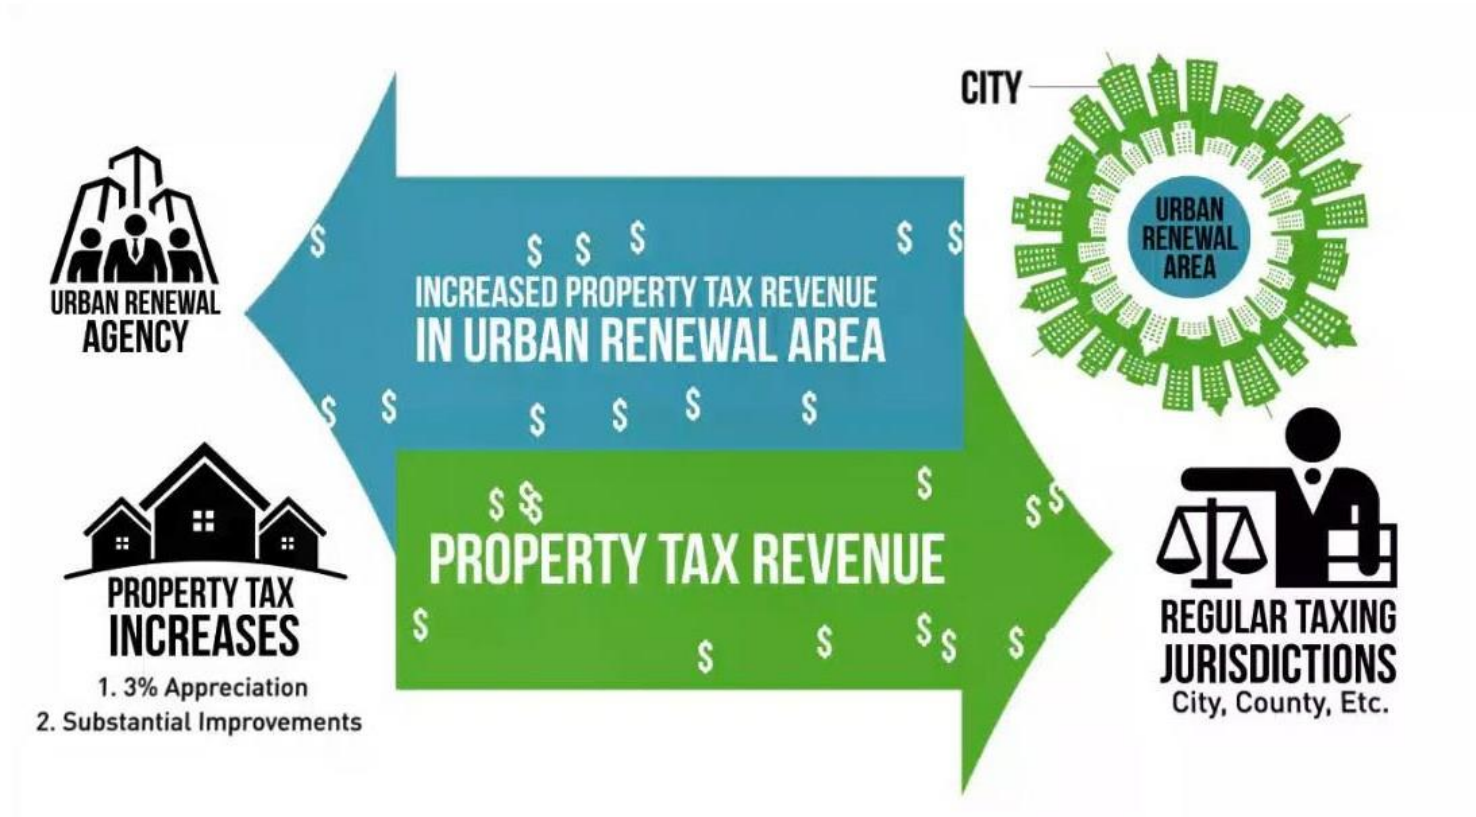 CITY
URBAN
RENEWAL
AREA
URBAN RENEWAL
AGENCY
$ $ $ $ $ $
INCREASED PROPERTY TAX REVENUE
IN URBAN RENEWAL AREA
$ $ $ $ $ $
$ $ $ $ $ $
PROPERTY TAX REVENUE
$ $ $ $ $ $
PROPERTY TAX
INCREASES
1. 3% Appreciation
2. Substantial Improvements
REGULAR TAXING
JURISDICTIONS
City, County, Etc.